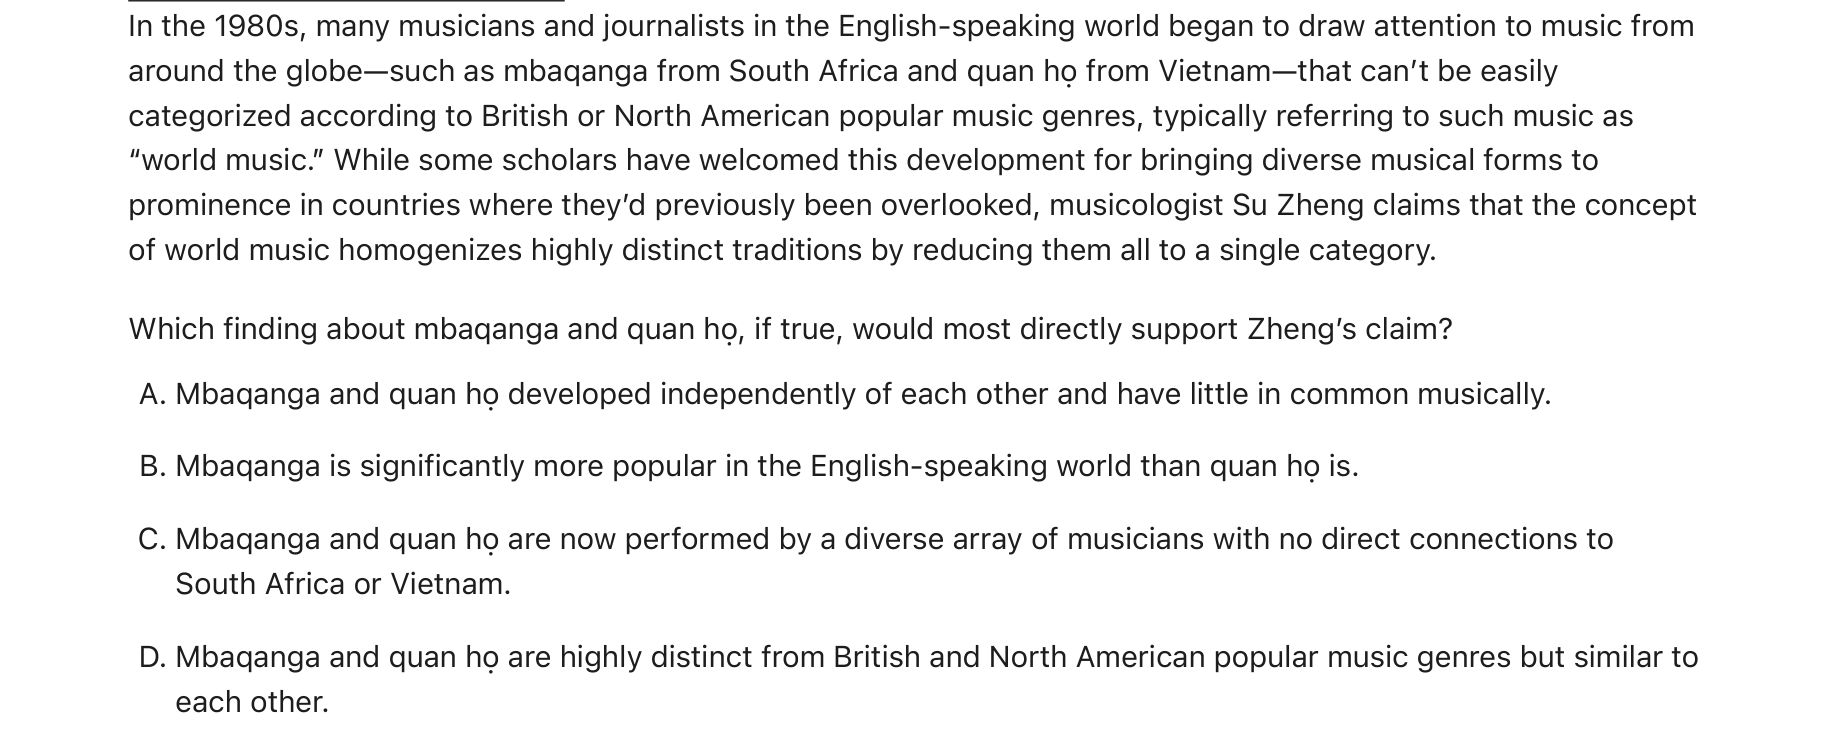 In the 1980s, many musicians and journalists in the English-speaking world began to draw attention to music from
around the globe—such as mbaqanga from South Africa and quan họ from Vietnam—that can’t be easily
categorized according to British or North American popular music genres, typically referring to such music as
“world music.” While some scholars have welcomed this development for bringing diverse musical forms to
prominence in countries where they’d previously been overlooked, musicologist Su Zheng claims that the concept
of world music homogenizes highly distinct traditions by reducing them all to a single category.
Which finding about mbaqanga and quan họ, if true, would most directly support Zheng’s claim?
A. Mbaqanga and quan họ developed independently of each other and have little in common musically.
B. Mbaqanga is significantly more popular in the English-speaking world than quan họ is.
C. Mbaqanga and quan họ are now performed by a diverse array of musicians with no direct connections to
South Africa or Vietnam.
D. Mbaqanga and quan họ are highly distinct from British and North American popular music genres but similar to
each other.